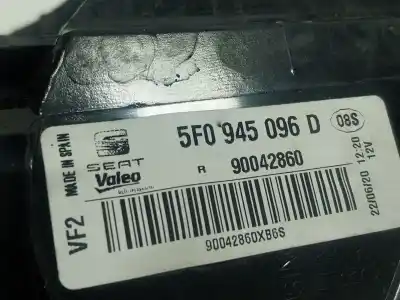 5F0 945 096 D
08S
SEAT
Valeo
R 90042860
MADE IN SPAIN
VF2
90042860XB6S
22/06/20 12:20
12V